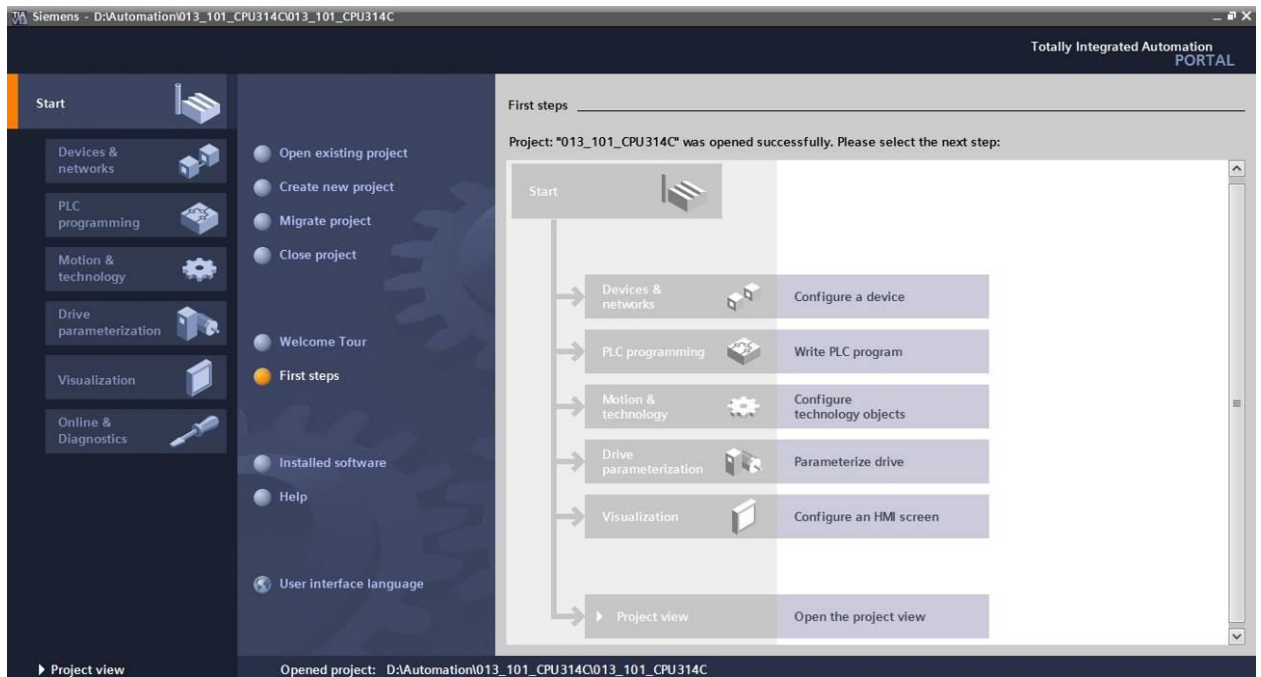 Siemens - D:\Automation\013_101_CPU314C\013_101_CPU314C
Totally Integrated Automation
PORTAL
Start
Devices &
networks
PLC
programming
Motion &
technology
Drive
parameterization
Visualization
Online &
Diagnostics
Open existing project
Create new project
Migrate project
Close project
Welcome Tour
First steps
Installed software
Help
User interface language
First steps
Project: "013_101_CPU314C" was opened successfully. Please select the next step:
Start
Devices &
networks
Configure a device
PLC programming
Write PLC program
Motion &
technology
Configure
technology objects
Drive
parameterization
Parameterize drive
Visualization
Configure an HMI screen
Project view
Open the project view
Project view
Opened project: D:\Automation\013_101_CPU314C\013_101_CPU314C